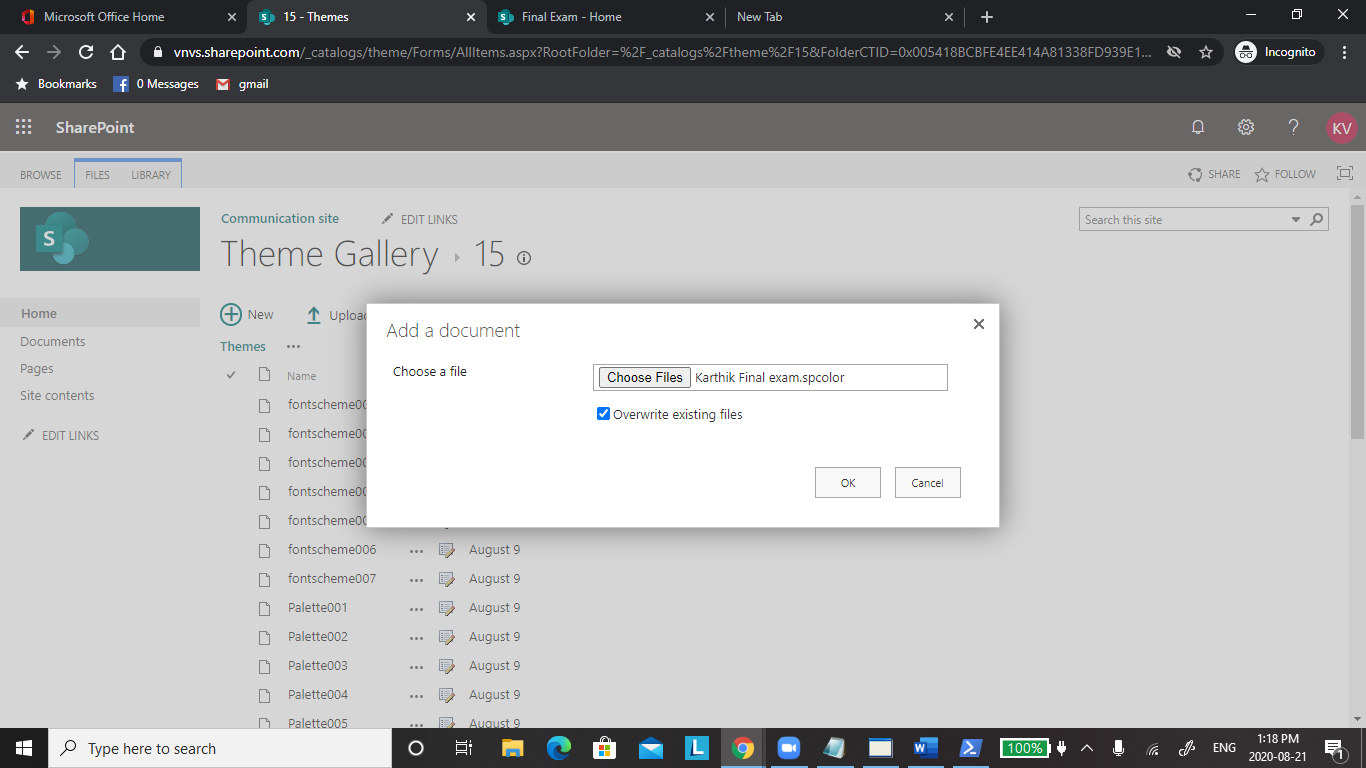 Microsoft Office Home
15 - Themes
Final Exam - Home
New Tab
vnvs.sharepoint.com/_catalogs/theme/Forms/AllItems.aspx?RootFolder=%2F_catalogs%2Ftheme%2F15&FolderCTID=0x005418BCBFE4EE414A81338FD939E1...
Incognito
Bookmarks
0 Messages
gmail
SharePoint
KV
BROWSE
FILES
LIBRARY
SHARE
FOLLOW
S
Communication site
EDIT LINKS
Search this site
Theme Gallery
15
Home
Documents
Pages
Site contents
EDIT LINKS
New
Themes
Name
Add a document
Choose a file
Choose Files Karthik Final exam.spcolor
Overwrite existing files
OK
Cancel
fontscheme006 August 9
fontscheme007 August 9
Palette001 August 9
Palette002 August 9
Palette003 August 9
Palette004 August 9
Palette005 August 9
Type here to search
L
100%
ENG
1:18 PM
2020-08-21
1